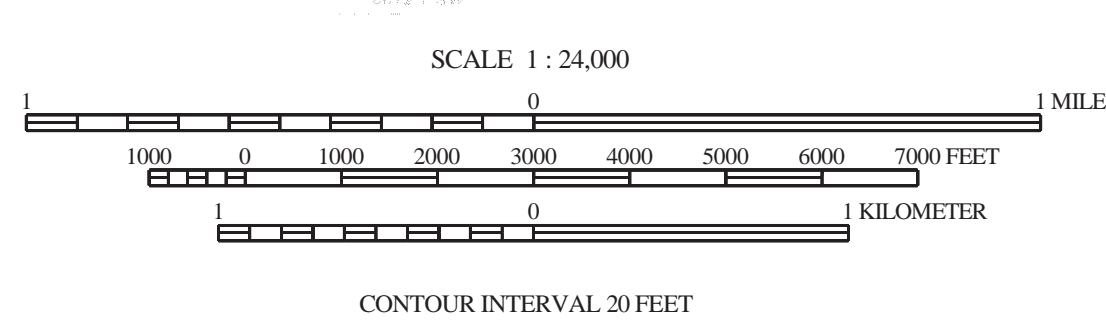 SCALE 1 : 24,000
1 0 1 MILE
1000 0 1000 2000 3000 4000 5000 6000 7000 FEET
1 0 1 KILOMETER
CONTOUR INTERVAL 20 FEET